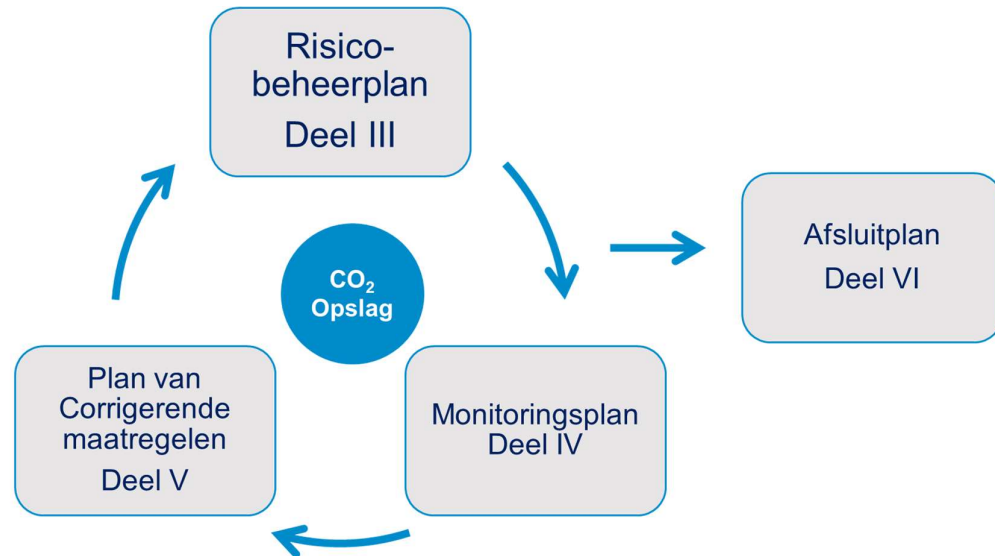 Risico-
beheerplan
Deel III
Afsluitplan
Deel VI
CO₂
Opslag
Plan van
Corrigerende
maatregelen
Deel V
Monitoringsplan
Deel IV